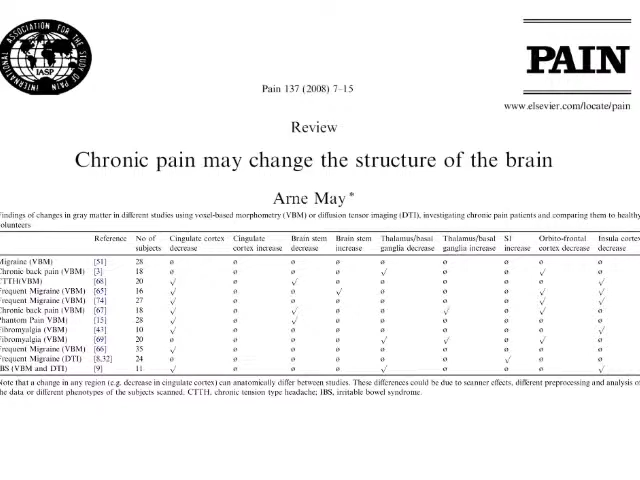 INTERNATIONAL ASSOCIATION FOR THE STUDY OF PAIN
IASP
PAIN
Pain 137 (2008) 7–15
www.elsevier.com/locate/pain
Review
Chronic pain may change the structure of the brain
Arne May *
Findings of changes in gray matter in different studies using voxel-based morphometry (VBM) or diffusion tensor imaging (DTI), investigating chronic pain patients and comparing them to healthy
volunteers
Reference No of subjects Cingulate cortex decrease Cingulate cortex increase Brain stem decrease Brain stem increase Thalamus/basal ganglia decrease Thalamus/basal ganglia increase S1 increase Orbito-frontal cortex decrease Insula cortex decrease
Migraine (VBM) [51] 28 ø ø ø ø ø ø ø ø ø
Chronic back pain (VBM) [3] 18 ø ø ø ø √ ø ø √ ø
CTTH(VBM) [68] 20 √ ø √ ø ø ø ø ø √
Frequent Migraine (VBM) [65] 16 √ ø ø √ ø ø ø √ √
Frequent Migraine (VBM) [74] 27 √ ø ø ø ø ø ø √ √
Chronic back pain (VBM) [67] 18 √ ø √ ø ø √ ø √ ø
Phantom Pain VBM) [15] 28 √ ø √ ø ø ø ø ø ø
Fibromyalgia (VBM) [43] 10 √ ø ø ø ø ø ø ø √
Fibromyalgia (VBM) [69] 20 ø ø ø ø √ √ ø √ ø
Frequent Migraine (VBM) [66] 35 √ ø ø ø ø ø ø ø ø
Frequent Migraine (DTI) [8,32] 24 ø ø ø ø ø ø √ ø ø
IBS (VBM and DTI) [9] 11 √ ø ø ø √ ø ø ø √
Note that a change in any region (e.g. decrease in cingulate cortex) can anatomically differ between studies. These differences could be due to scanner effects, different preprocessing and analysis of
the data or different phenotypes of the subjects scanned. CTTH, chronic tension type headache; IBS, irritable bowel syndrome.